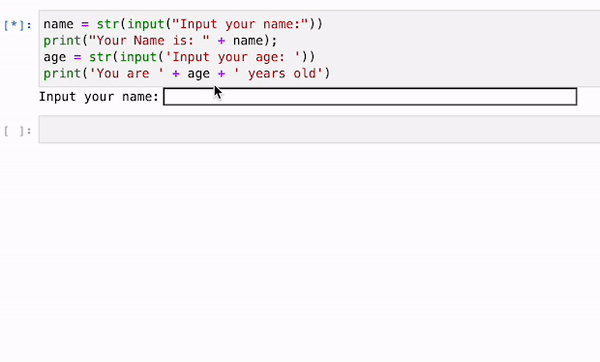 [*]: name = str(input("Input your name:"))
print("Your Name is: " + name);
age = str(input('Input your age: '))
print('You are ' + age + ' years old')
Input your name:
[ ]: